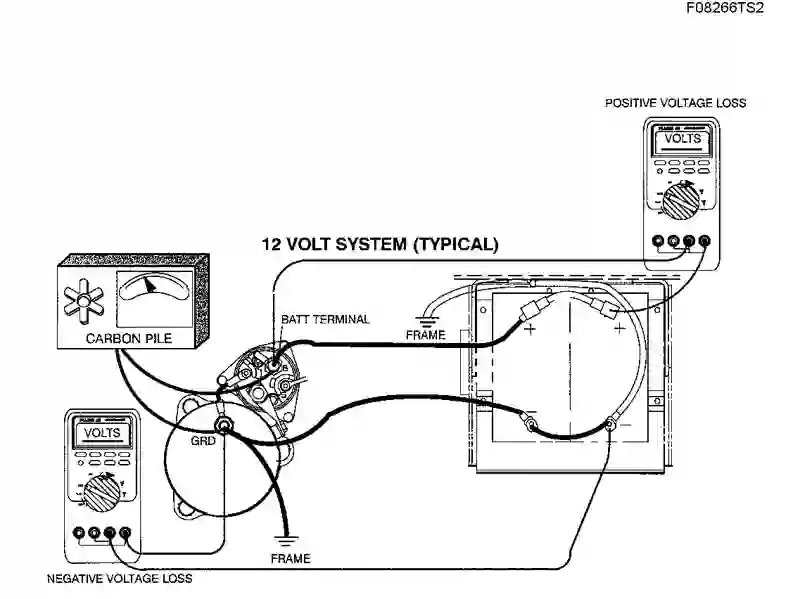 F08266TS2
POSITIVE VOLTAGE LOSS
VOLTS
12 VOLT SYSTEM (TYPICAL)
BATT TERMINAL
FRAME
CARBON PILE
+ +
VOLTS
GRD
- -
FRAME
NEGATIVE VOLTAGE LOSS